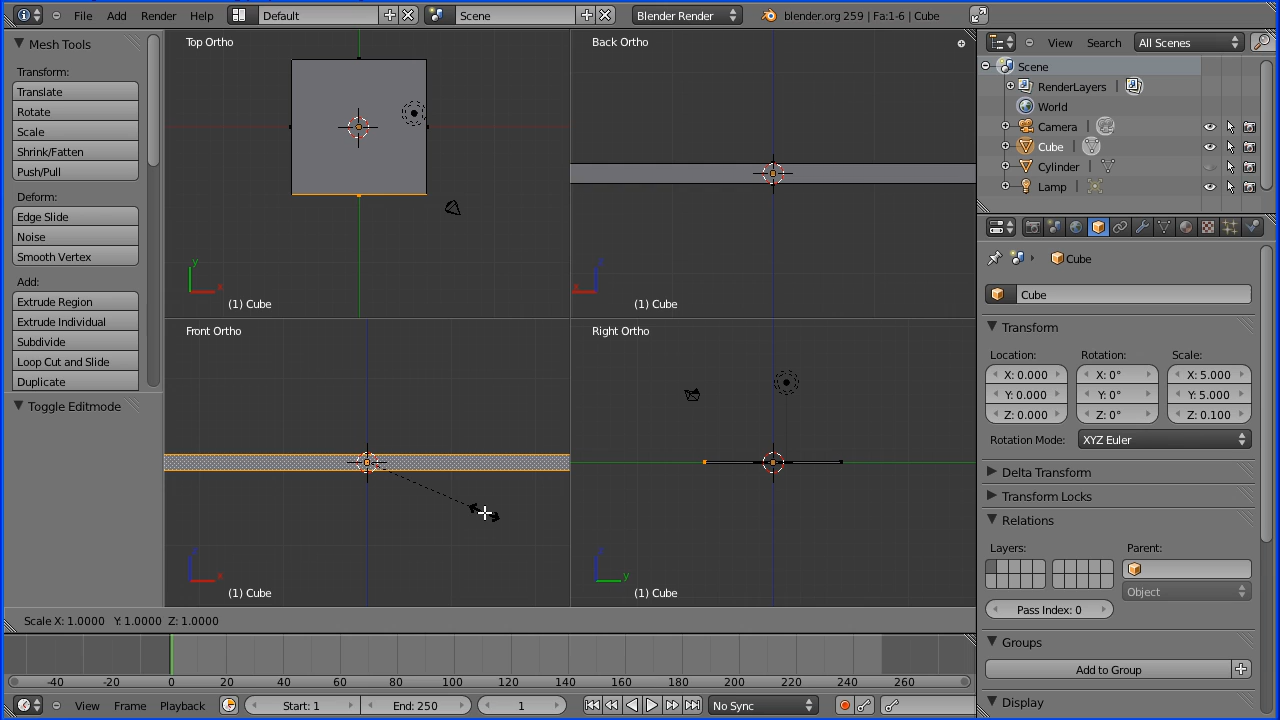 File Add Render Help Default Scene Blender Render blender.org 259 | Fa:1-6 | Cube
Mesh Tools
Transform:
Translate
Rotate
Scale
Shrink/Fatten
Push/Pull
Deform:
Edge Slide
Noise
Smooth Vertex
Add:
Extrude Region
Extrude Individual
Subdivide
Loop Cut and Slide
Duplicate
Toggle Editmode
Top Ortho
y
x
(1) Cube
Back Ortho
z
x
(1) Cube
Front Ortho
z
x
(1) Cube
Right Ortho
z
y
(1) Cube
Scale X: 1.0000 Y: 1.0000 Z: 1.0000
-40 -20 0 20 40 60 80 100 120 140 160 180 200 220 240 260
View Frame Playback Start: 1 End: 250 1 No Sync
View Search All Scenes
Scene
RenderLayers |
World
Camera |
Cube |
Cylinder |
Lamp |
Cube
Cube
Transform
Location: Rotation: Scale:
X: 0.000 X: 0° X: 5.000
Y: 0.000 Y: 0° Y: 5.000
Z: 0.000 Z: 0° Z: 0.100
Rotation Mode: XYZ Euler
Delta Transform
Transform Locks
Relations
Layers: Parent:
Object
Pass Index: 0
Groups
Add to Group
Display